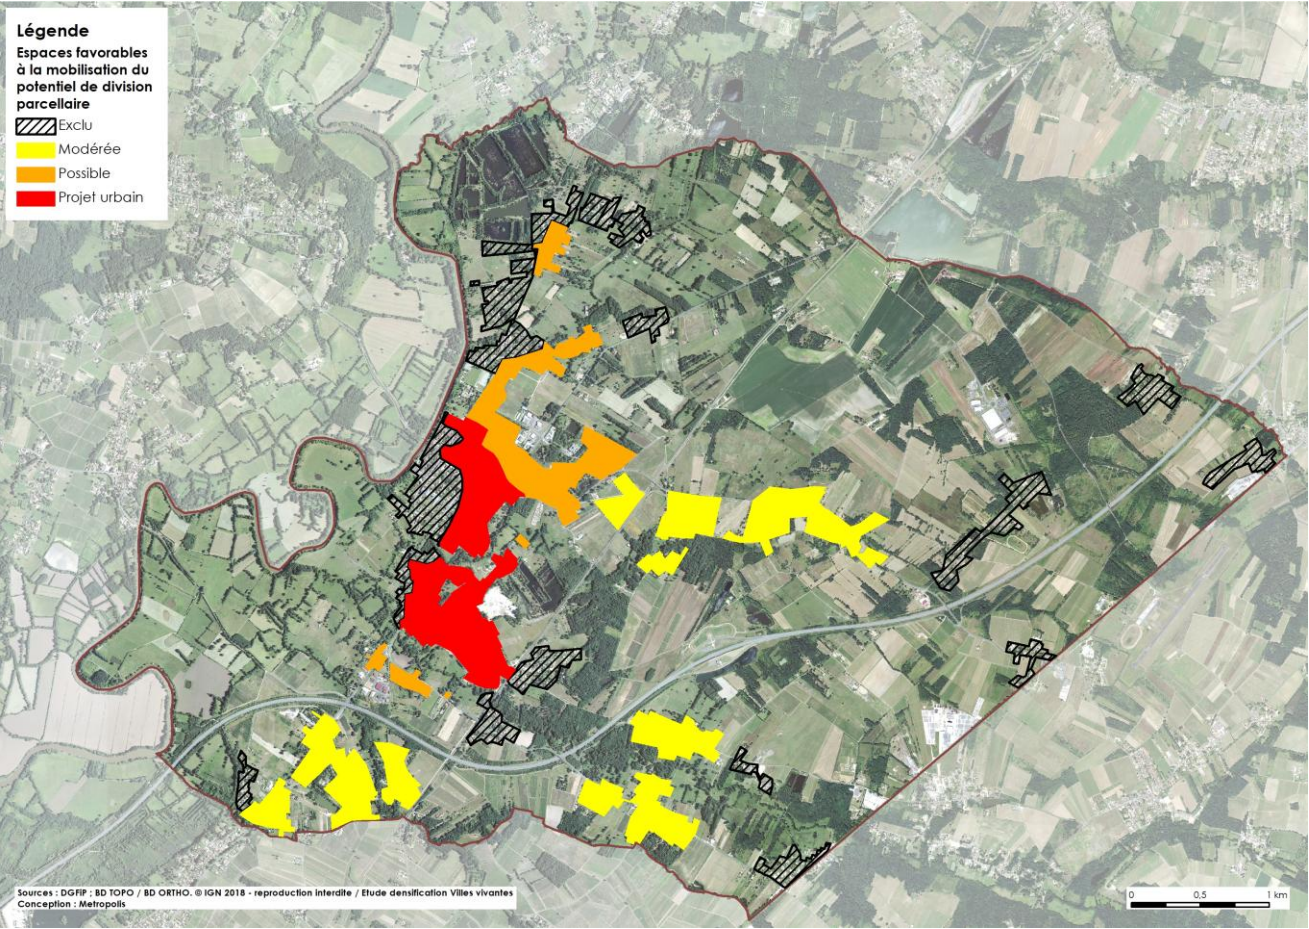 Légende
Espaces favorables
à la mobilisation du
potentiel de division
parcellaire
Exclu
Modérée
Possible
Projet urbain
Sources : DGFiP ; BD TOPO / BD ORTHO. © IGN 2018 - reproduction interdite / Etude densification Villes vivantes
Conception : Metropolis
0 0,5 1 km